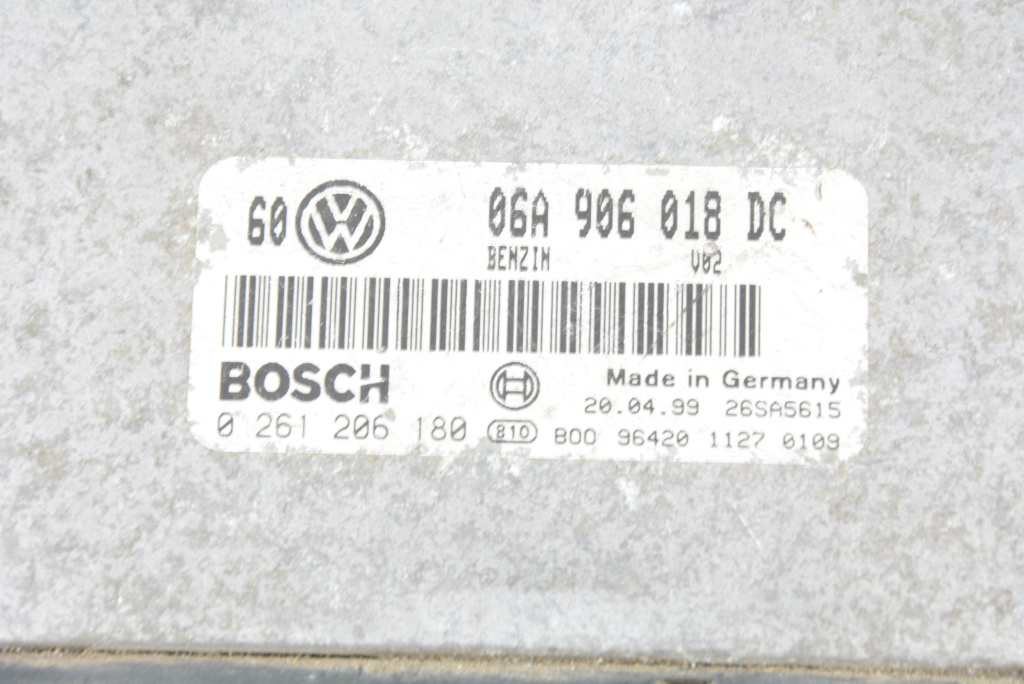 60 06A 906 018 DC
BENZIN V02
BOSCH
Made in Germany
20.04.99 26SA5615
0 261 206 180 810 B00 96420 1127 0109